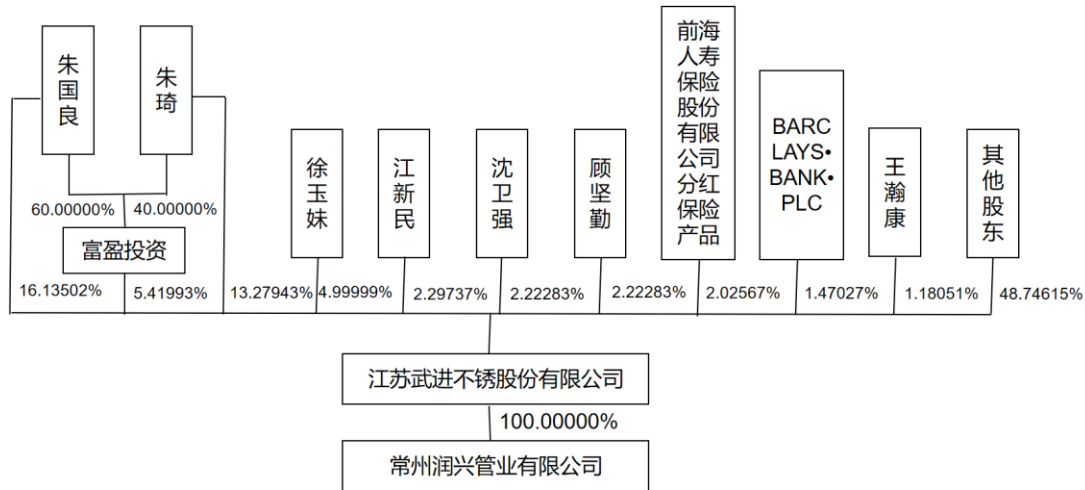 朱国良
朱琦
徐玉妹
江新民
沈卫强
顾坚勤
前海
人寿
保险
股份
有限
公司
分红
保险
产品
BARC
LAYS•
BANK•
PLC
王瀚康
其他股东
60.00000%
40.00000%
富盈投资
16.13502%
5.41993%
13.27943%
4.99999%
2.29737%
2.22283%
2.22283%
2.02567%
1.47027%
1.18051%
48.74615%
江苏武进不锈股份有限公司
100.00000%
常州润兴管业有限公司